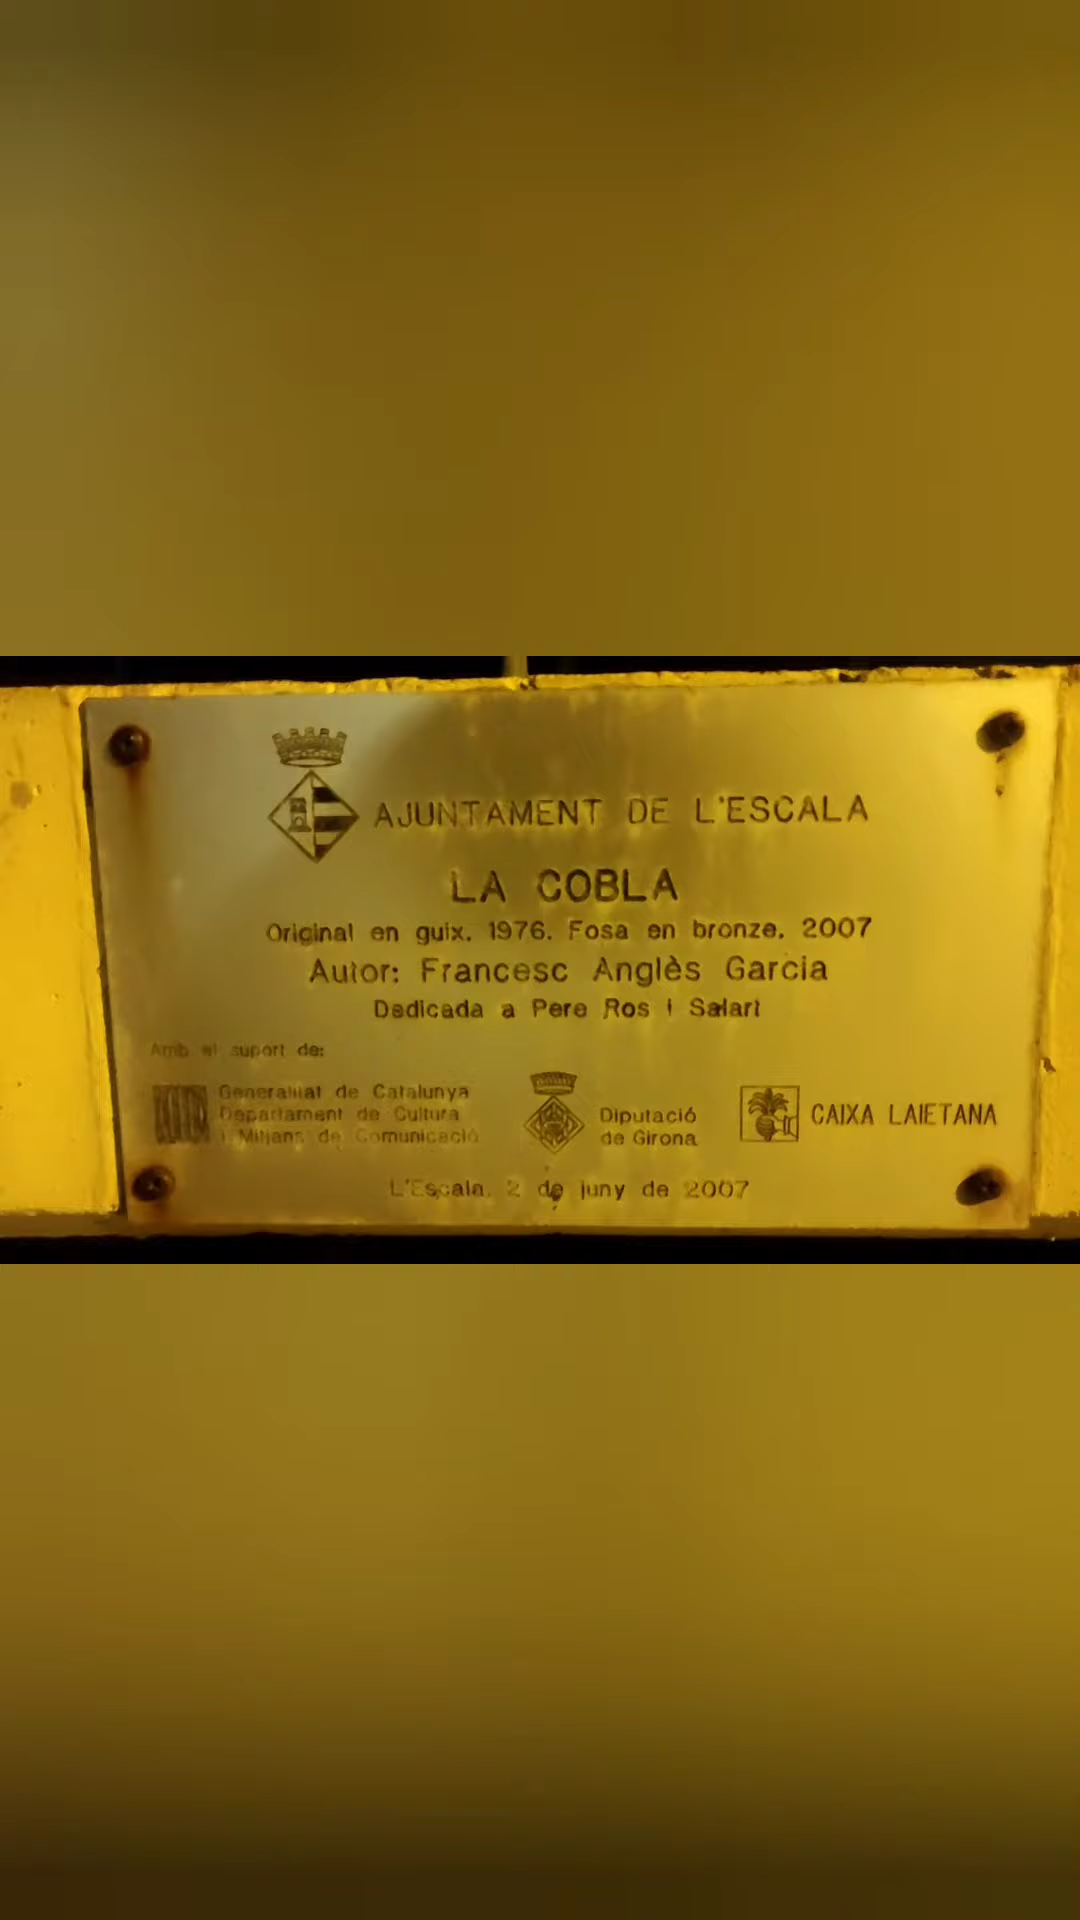 AJUNTAMENT DE L'ESCALA
LA COBLA
Original en guix, 1976. Fosa en bronze, 2007
Autor: Francesc Anglès Garcia
Dedicada a Pere Ros i Salart
Amb el suport de:
Generalitat de Catalunya
Departament de Cultura
i Mitjans de Comunicació
Diputació
de Girona
CAIXA LAIETANA
L'Escala, 2 de juny de 2007